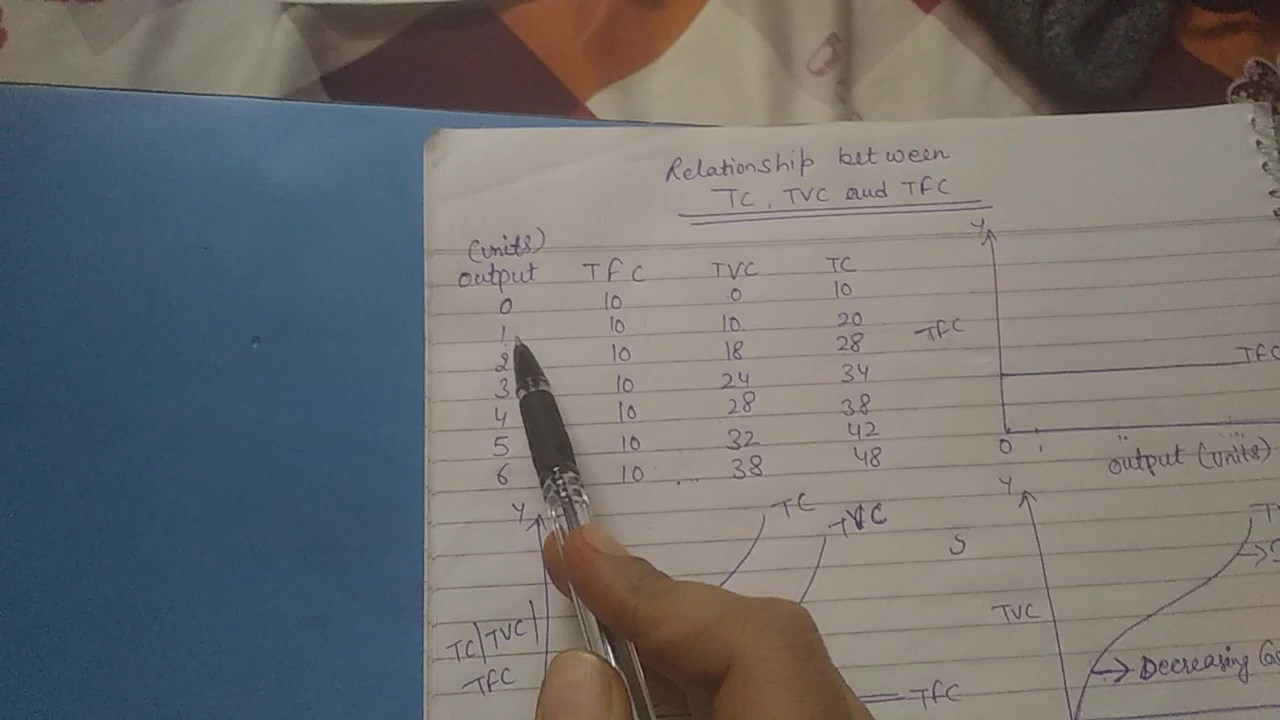 Relationship between
TC, TVC and TFC
(units)
output TFC TVC TC
0 10 0 10
1 10 10 20
2 10 18 28
3 10 24 34
4 10 28 38
5 10 32 42
6 10 ... 38 48
Y
TFC
TFC
0
output (units)
Y
TC
TVC
TC|TVC|
TFC
TFC
S
Y
TVC
Decreasing